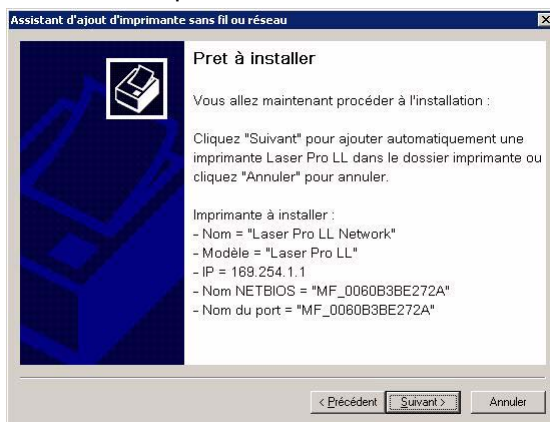 Assistant d'ajout d'imprimante sans fil ou réseau
Pret à installer
Vous allez maintenant procéder à l'installation :
Cliquez "Suivant" pour ajouter automatiquement une
imprimante Laser Pro LL dans le dossier imprimante ou
cliquez "Annuler" pour annuler.
Imprimante à installer :
- Nom = "Laser Pro LL Network"
- Modèle = "Laser Pro LL"
- IP = 169.254.1.1
- Nom NETBIOS = "MF_0060B3BE272A"
- Nom du port = "MF_0060B3BE272A"
< Précédent
Suivant >
Annuler